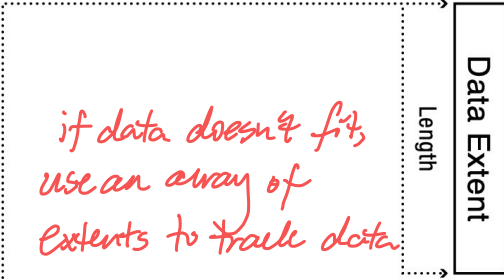 if data doesn't fit,
use an array of
extents to track data
Length
Data Extent